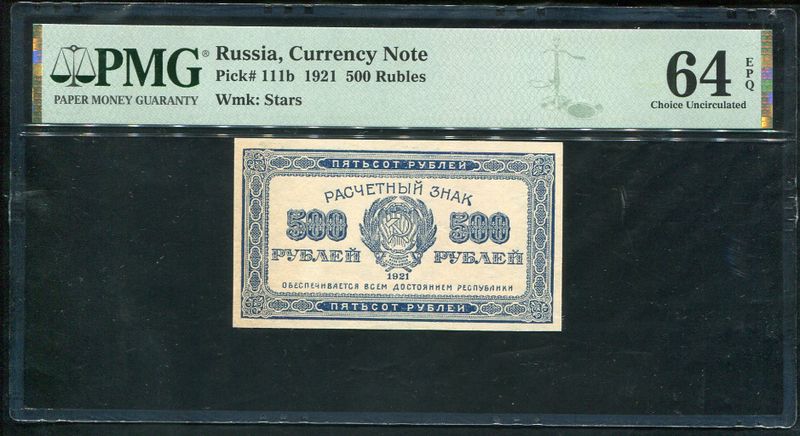 PMG®
PAPER MONEY GUARANTY
Russia, Currency Note
Pick# 111b 1921 500 Rubles
Wmk: Stars
64
EPQ
Choice Uncirculated
ПЯТЬСОТ РУБЛЕЙ
РАСЧЕТНЫЙ ЗНАК
500 500
РУБЛЕЙ РУБЛЕЙ
1921
ОБЕСПЕЧИВАЕТСЯ ВСЕМ ДОСТОЯНИЕМ РЕСПУБЛИКИ
ПЯТЬСОТ РУБЛЕЙ